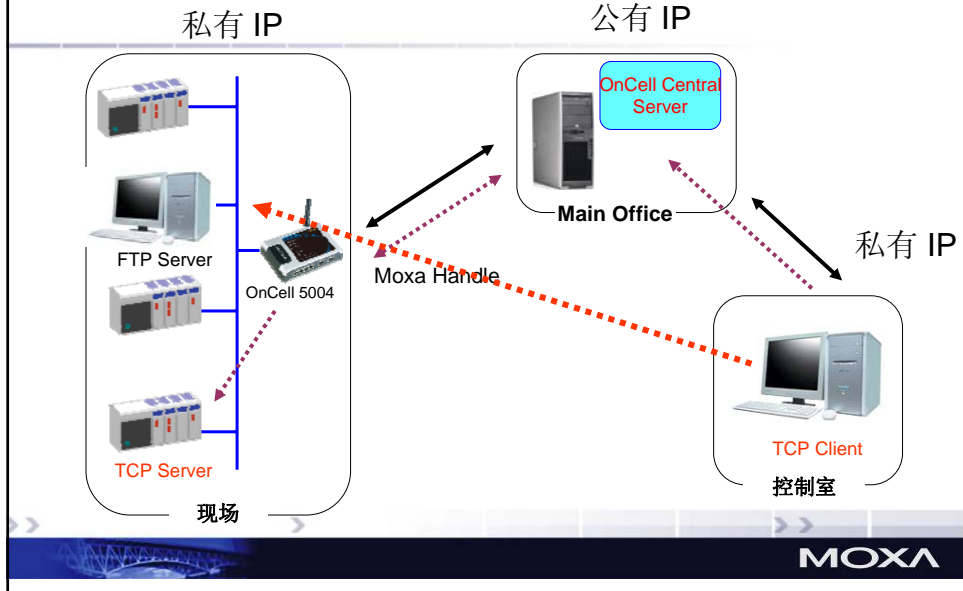 私有 IP
公有 IP
OnCell Central
Server
Main Office
私有 IP
FTP Server
Moxa Handle
OnCell 5004
TCP Server
TCP Client
控制室
现场
MOXA